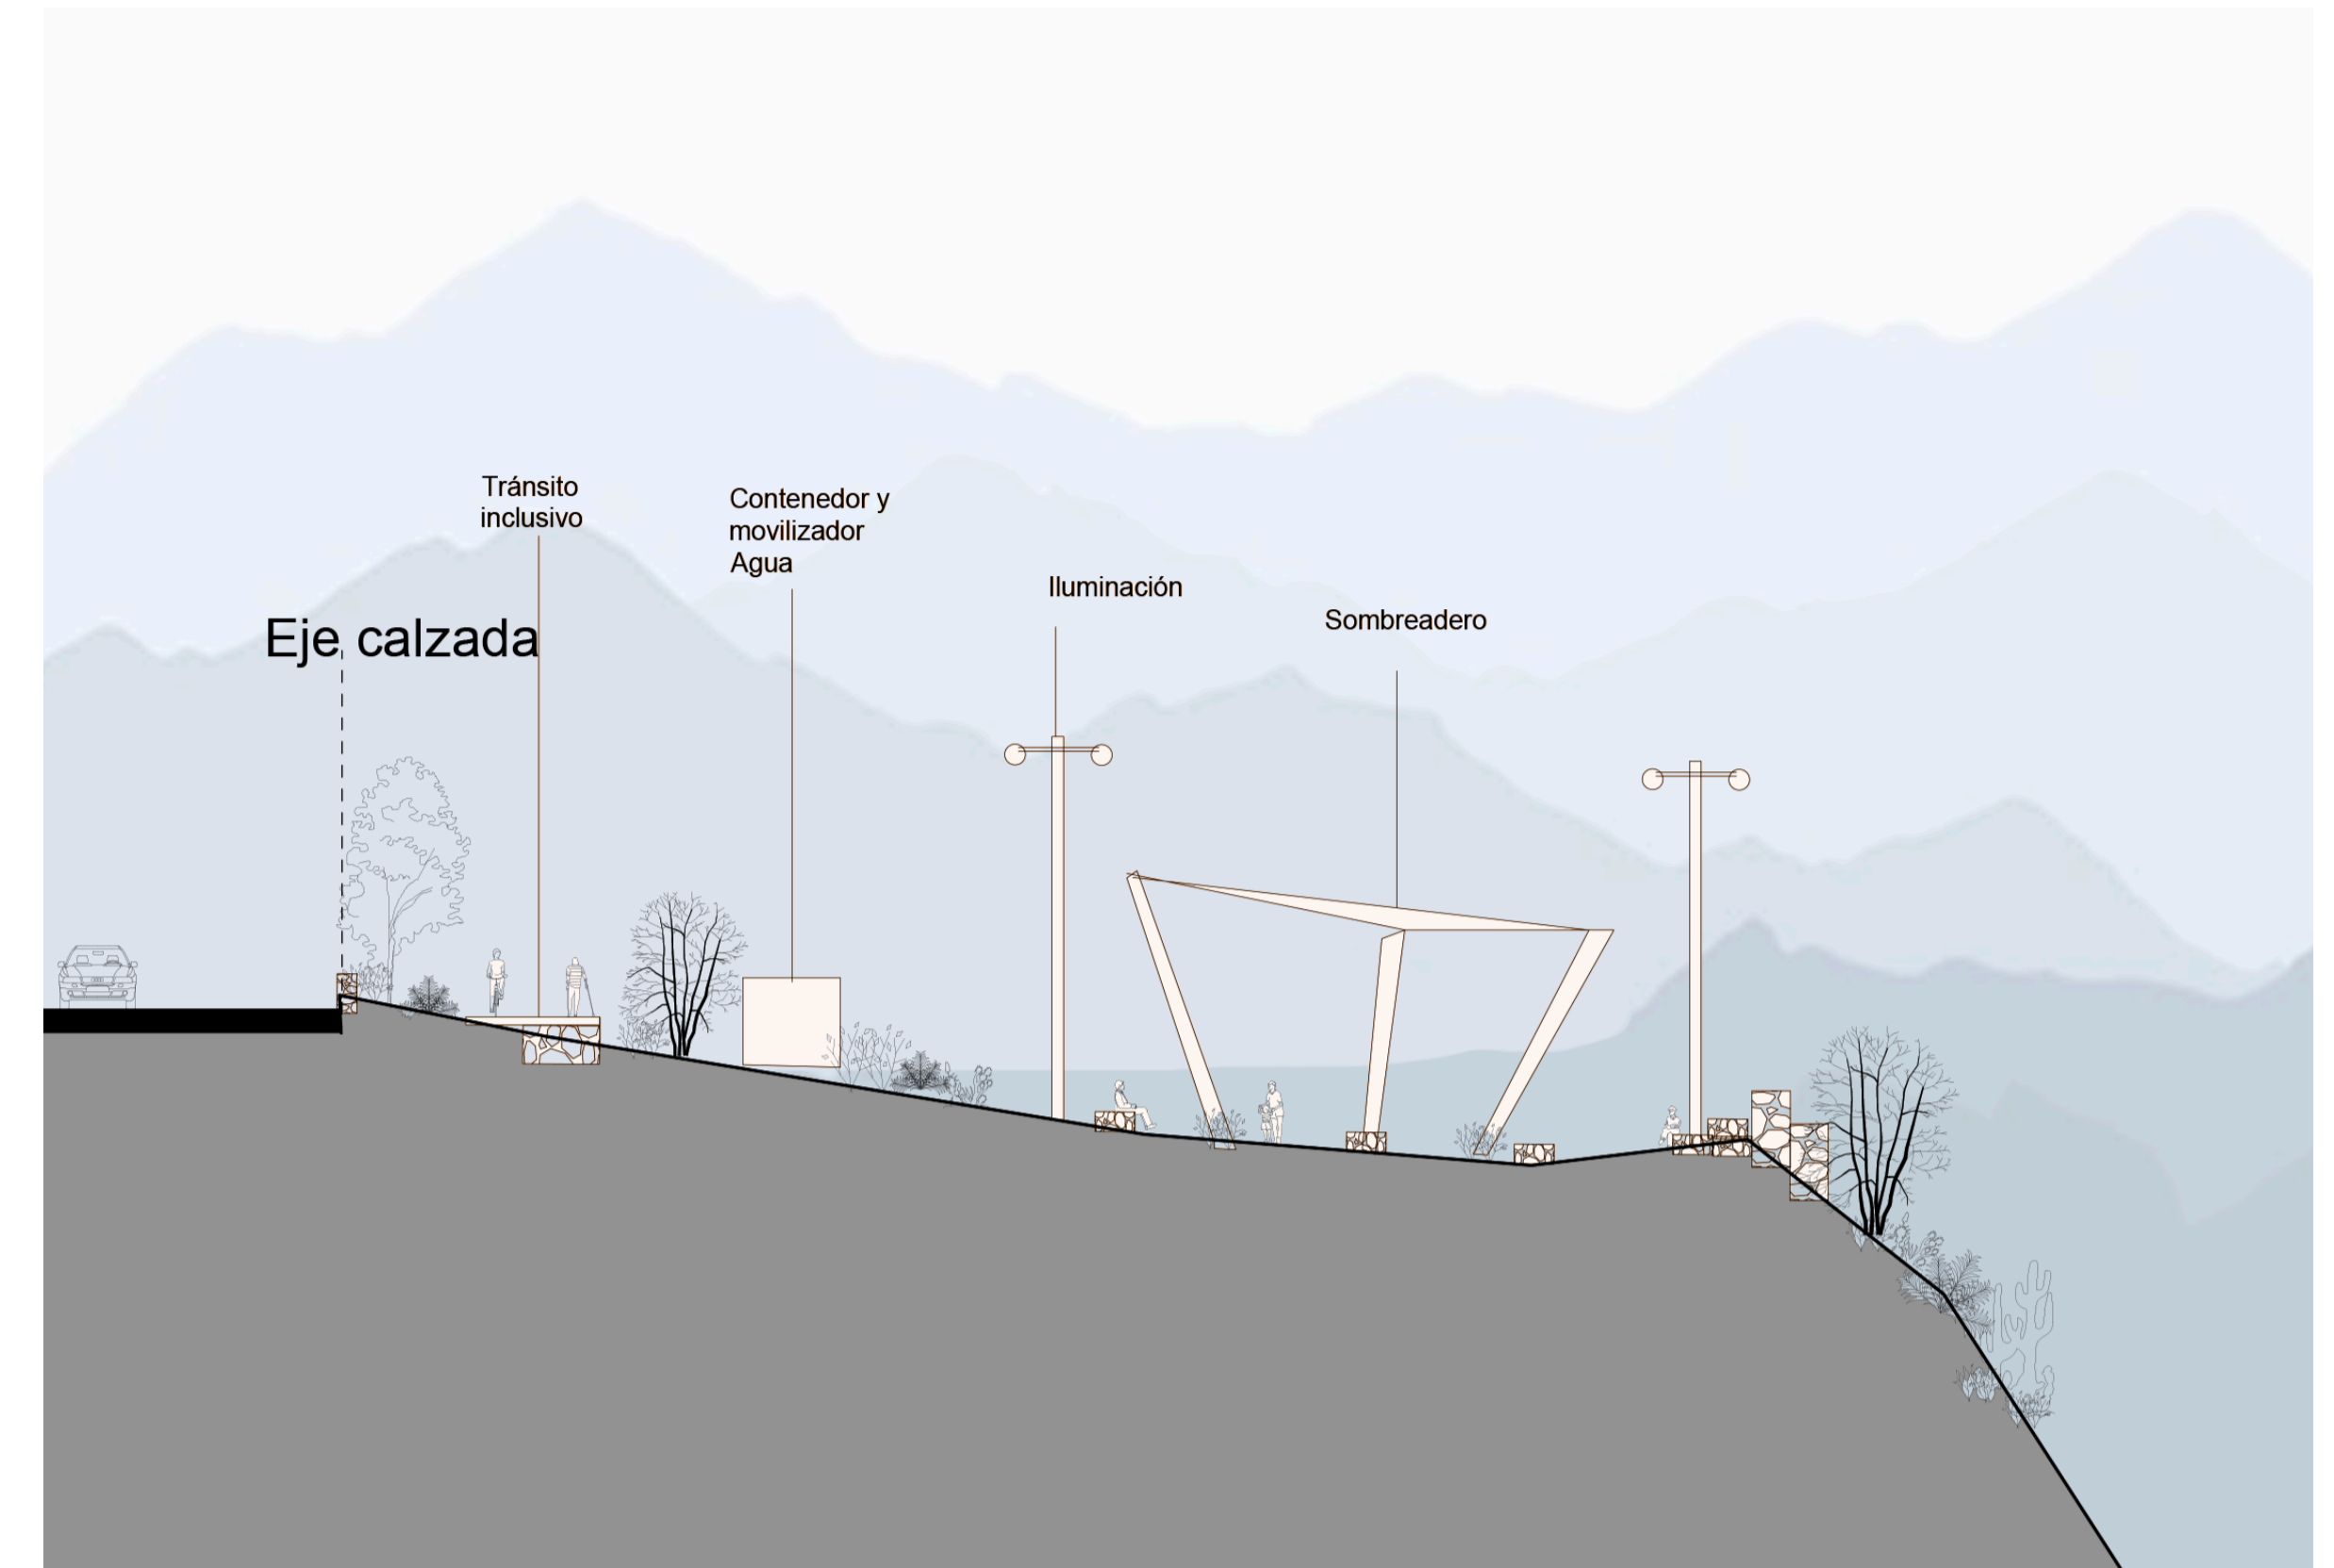 Tránsito
inclusivo
Contenedor y
movilizador
Agua
Iluminación
Sombreadero
Eje calzada